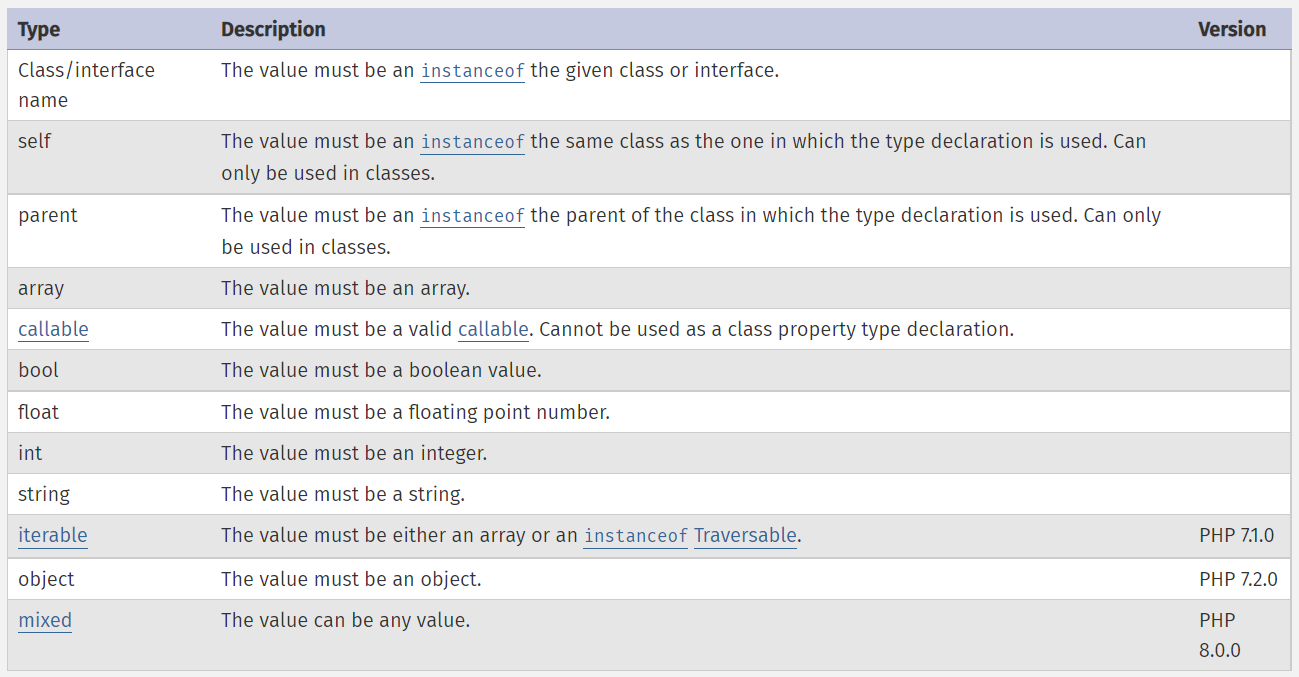 Type Description Version
Class/interface The value must be an instanceof the given class or interface.
name
self The value must be an instanceof the same class as the one in which the type declaration is used. Can
only be used in classes.
parent The value must be an instanceof the parent of the class in which the type declaration is used. Can only
be used in classes.
array The value must be an array.
callable The value must be a valid callable. Cannot be used as a class property type declaration.
bool The value must be a boolean value.
float The value must be a floating point number.
int The value must be an integer.
string The value must be a string.
iterable The value must be either an array or an instanceof Traversable. PHP 7.1.0
object The value must be an object. PHP 7.2.0
mixed The value can be any value. PHP
8.0.0